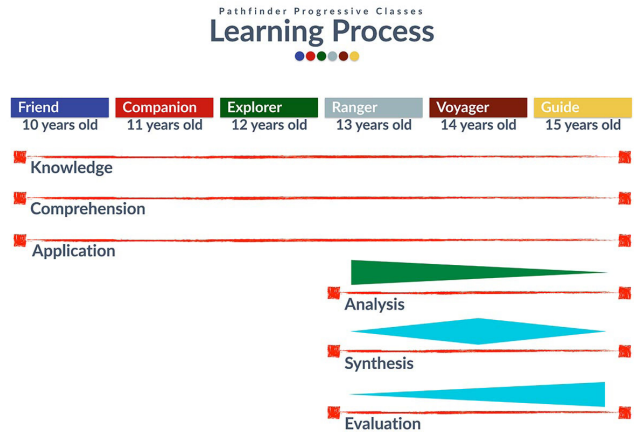 Pathfinder Progressive Classes
Learning Process
Friend Companion Explorer Ranger Voyager Guide
10 years old 11 years old 12 years old 13 years old 14 years old 15 years old
Knowledge
Comprehension
Application
Analysis
Synthesis
Evaluation